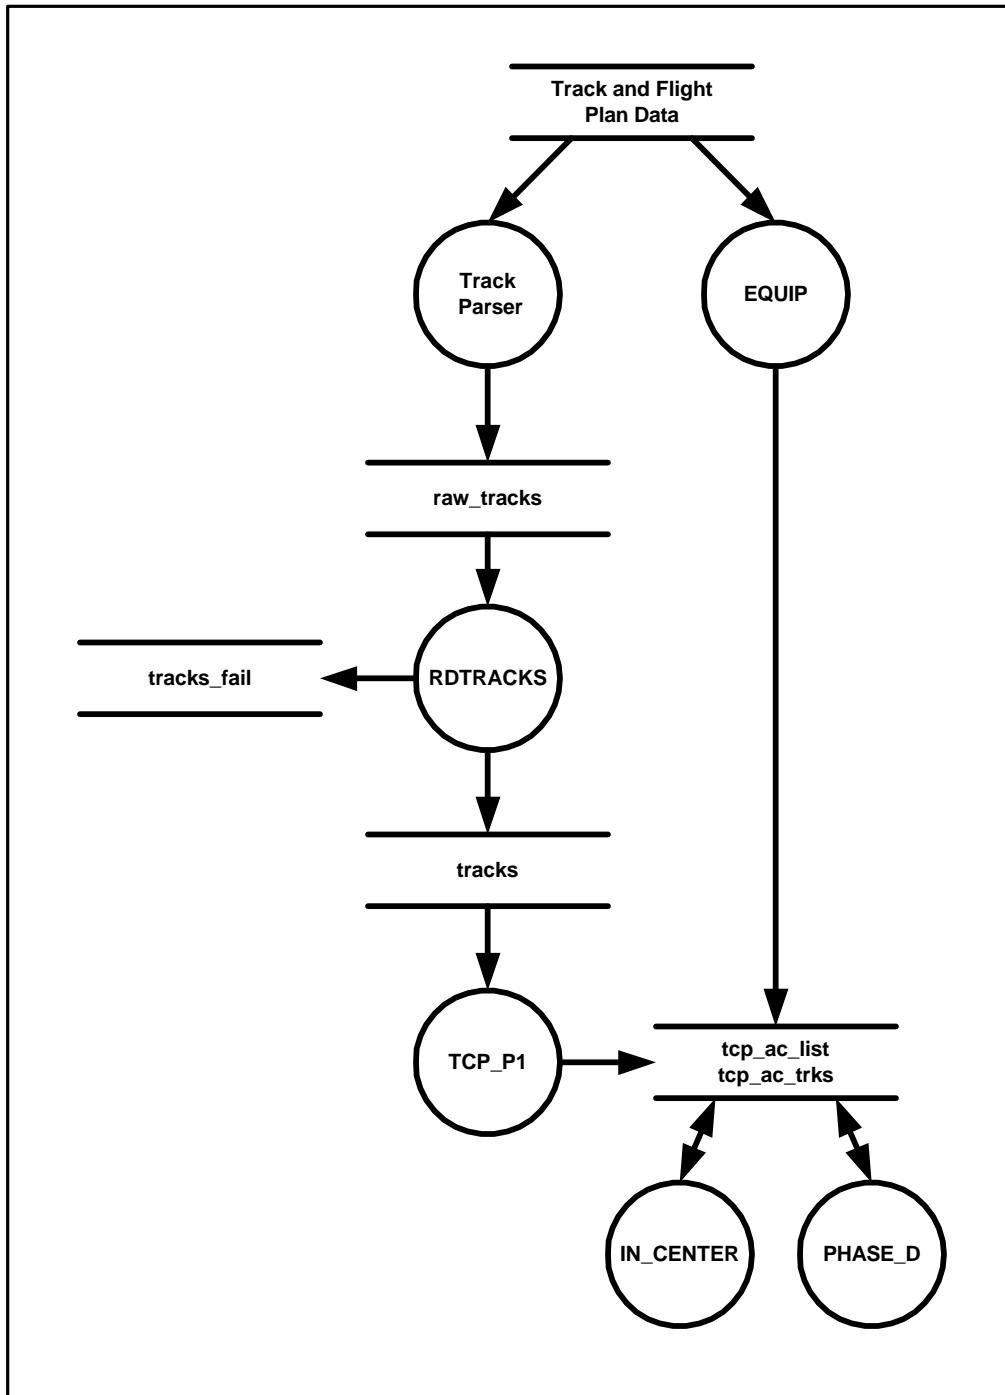 Track and Flight
Plan Data
Track
Parser
EQUIP
raw_tracks
tracks_fail
RDTRACKS
tracks
TCP_P1
tcp_ac_list
tcp_ac_trks
IN_CENTER
PHASE_D